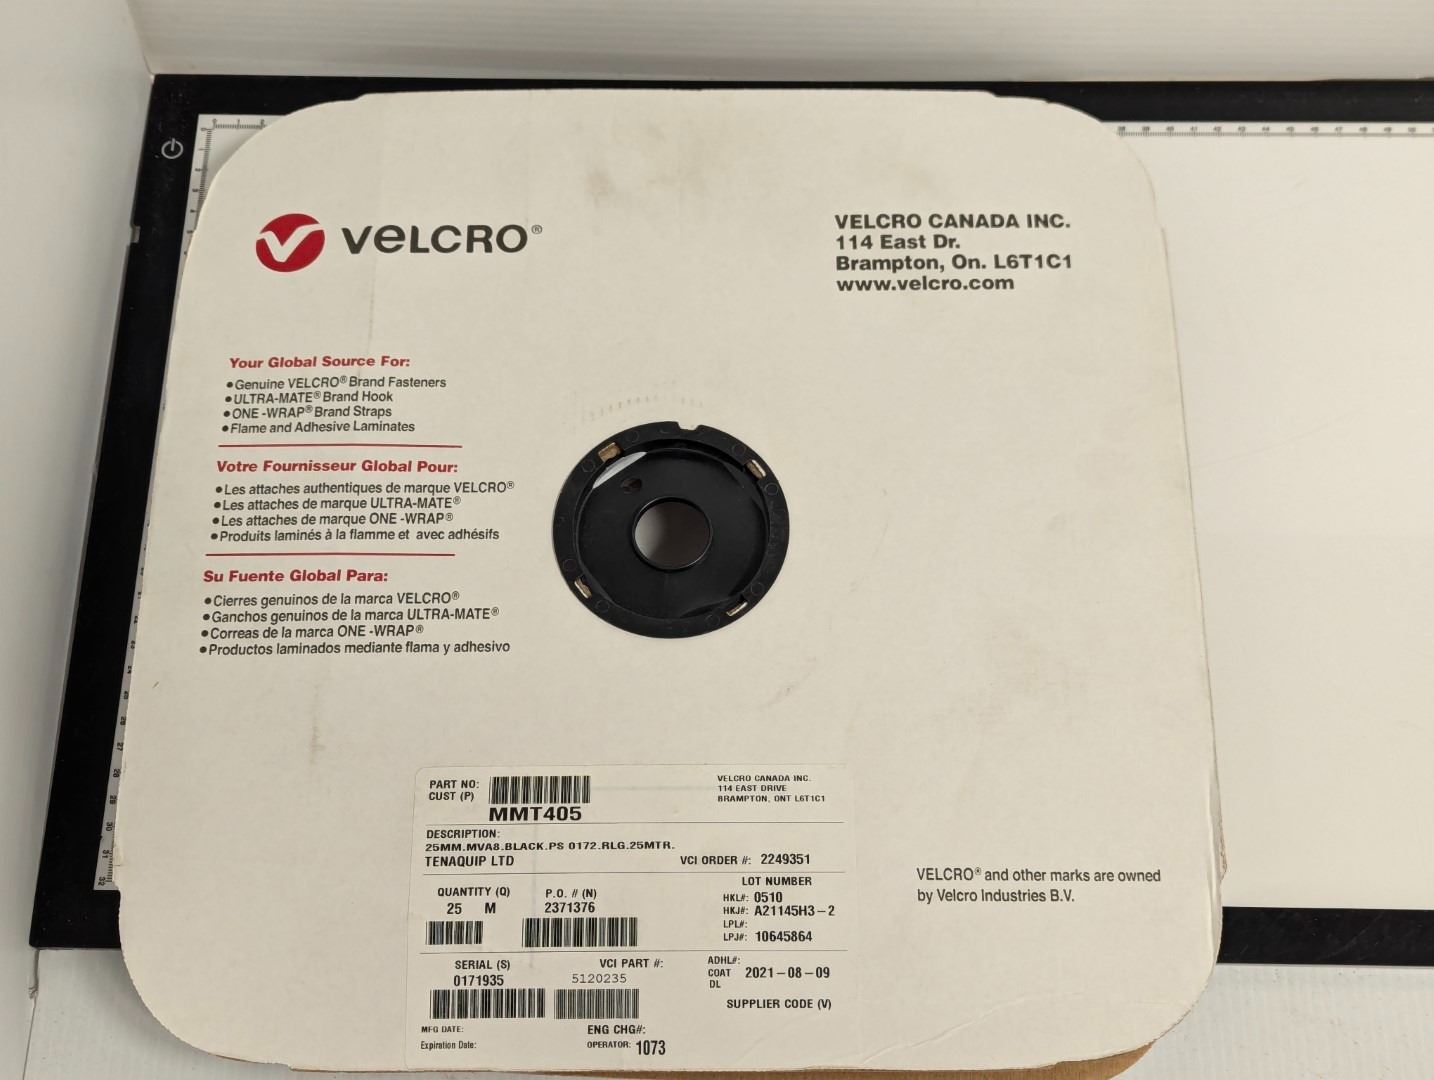 VELCRO®
VELCRO CANADA INC.
114 East Dr.
Brampton, On. L6T1C1
www.velcro.com
Your Global Source For:
●Genuine VELCRO® Brand Fasteners
●ULTRA-MATE® Brand Hook
●ONE-WRAP® Brand Straps
●Flame and Adhesive Laminates
Votre Fournisseur Global Pour:
●Les attaches authentiques de marque VELCRO®
●Les attaches de marque ULTRA-MATE®
●Les attaches de marque ONE-WRAP®
●Produits laminés à la flamme et avec adhésifs
Su Fuente Global Para:
●Cierres genuinos de la marca VELCRO®
●Ganchos genuinos de la marca ULTRA-MATE®
●Correas de la marca ONE-WRAP®
●Productos laminados mediante flama y adhesivo
PART NO:
CUST (P)
MMT405
VELCRO CANADA INC.
114 EAST DRIVE
BRAMPTON, ONT L6T1C1
DESCRIPTION:
25MM.MVA8.BLACK.PS 0172.RLG.25MTR.
TENAQUIP LTD
VCI ORDER #: 2249351
QUANTITY (Q)
25 M
P.O. # (N)
2371376
LOT NUMBER
HKL#: 0510
HKJ#: A21145H3-2
LPL#:
LPJ#: 10645864
SERIAL (S)
0171935
VCI PART #:
5120235
ADHL#:
COAT 2021-08-09
DL
SUPPLIER CODE (V)
MFG DATE:
ENG CHG#:
Expiration Date:
OPERATOR: 1073
VELCRO® and other marks are owned
by Velcro Industries B.V.